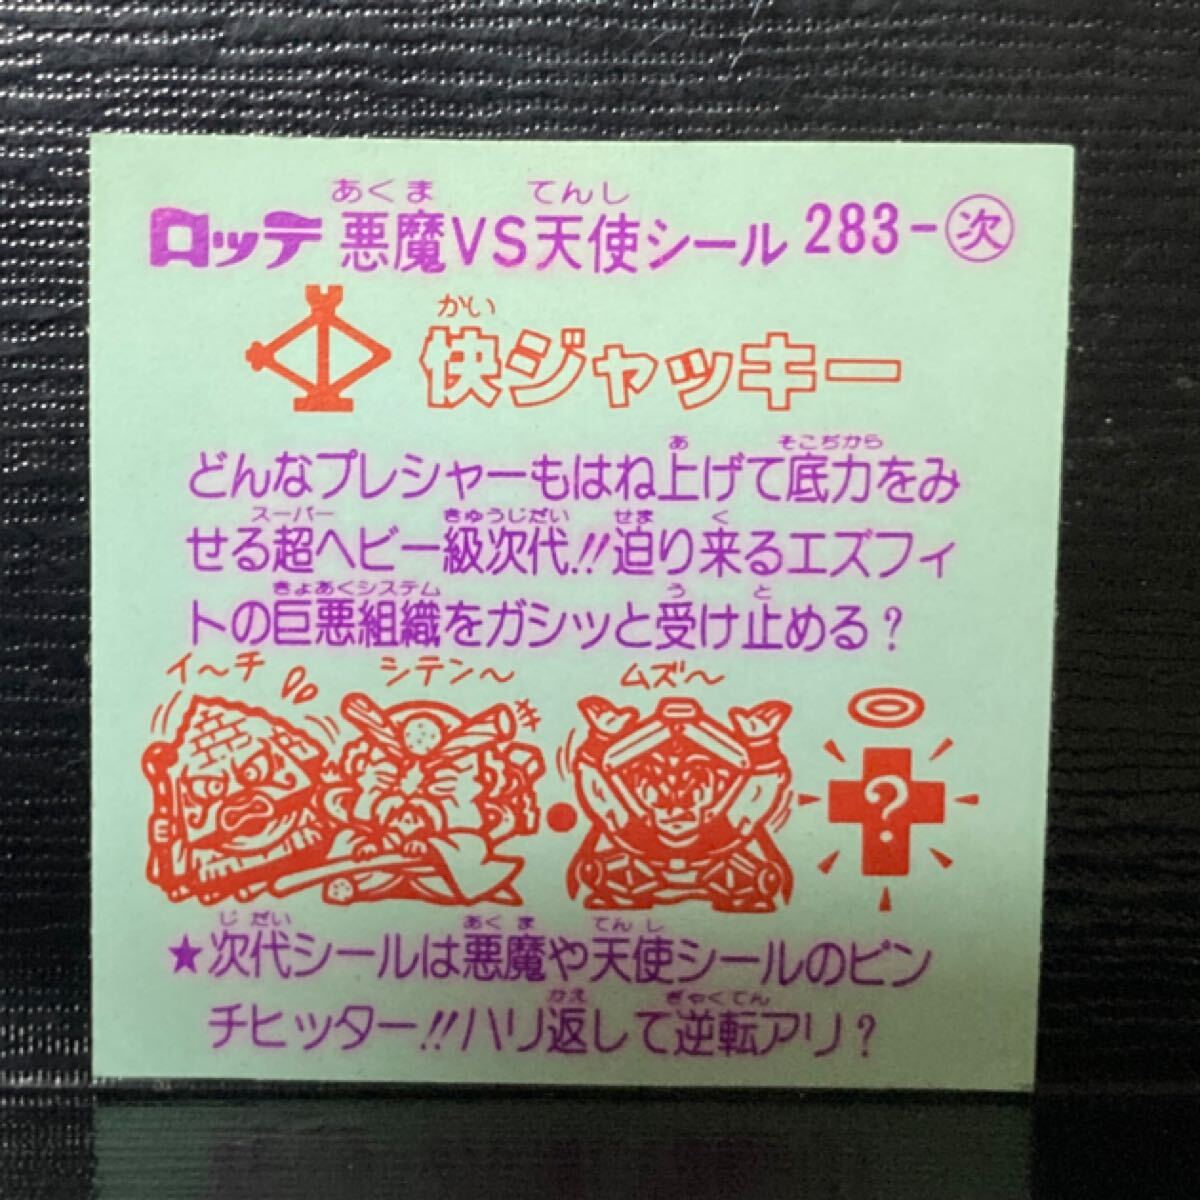 ロッテ 悪魔VS天使シール 283-次
あくま てんし
快ジャッキー
かい
どんなプレシャーもはね上げて底力をみ
あ そこぢから
せる超ヘビー級次代!!迫り来るエズフィ
スーパー きゅうじだい せま く
トの巨悪組織をガシッと受け止める?
きょあくシステム う と
イ〜チ シテン〜 ムズ〜
?
★次代シールは悪魔や天使シールのピン
じだい あくま てんし
チヒッター!!ハリ返して逆転アリ?
かえ ぎゃくてん